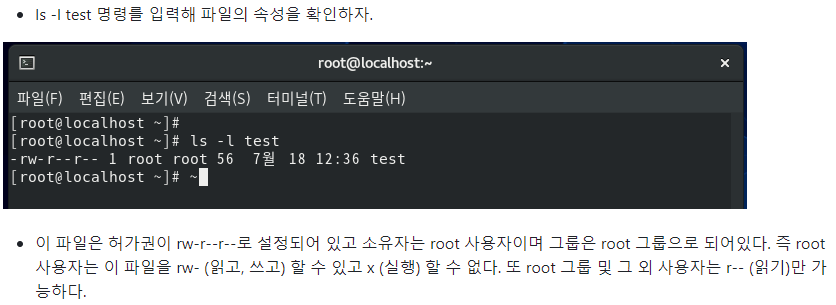 ls -l test 명령를 입력해 파일의 속성을 확인하자.
root@localhost:~
파일(F) 편집(E) 보기(V) 검색(S) 터미널(T) 도움말(H)
[root@localhost ~]#
[root@localhost ~]# ls -l test
-rw-r--r-- 1 root root 56  7월  18 12:36 test
[root@localhost ~]# ~
이 파일은 허가권이 rw-r--r--로 설정되어 있고 소유자는 root 사용자이며 그룹은 root 그룹으로 되어있다. 즉 root
사용자는 이 파일을 rw- (읽고, 쓰고) 할 수 있고 x (실행) 할 수 없다. 또 root 그룹 및 그 외 사용자는 r-- (읽기)만 가
능하다.